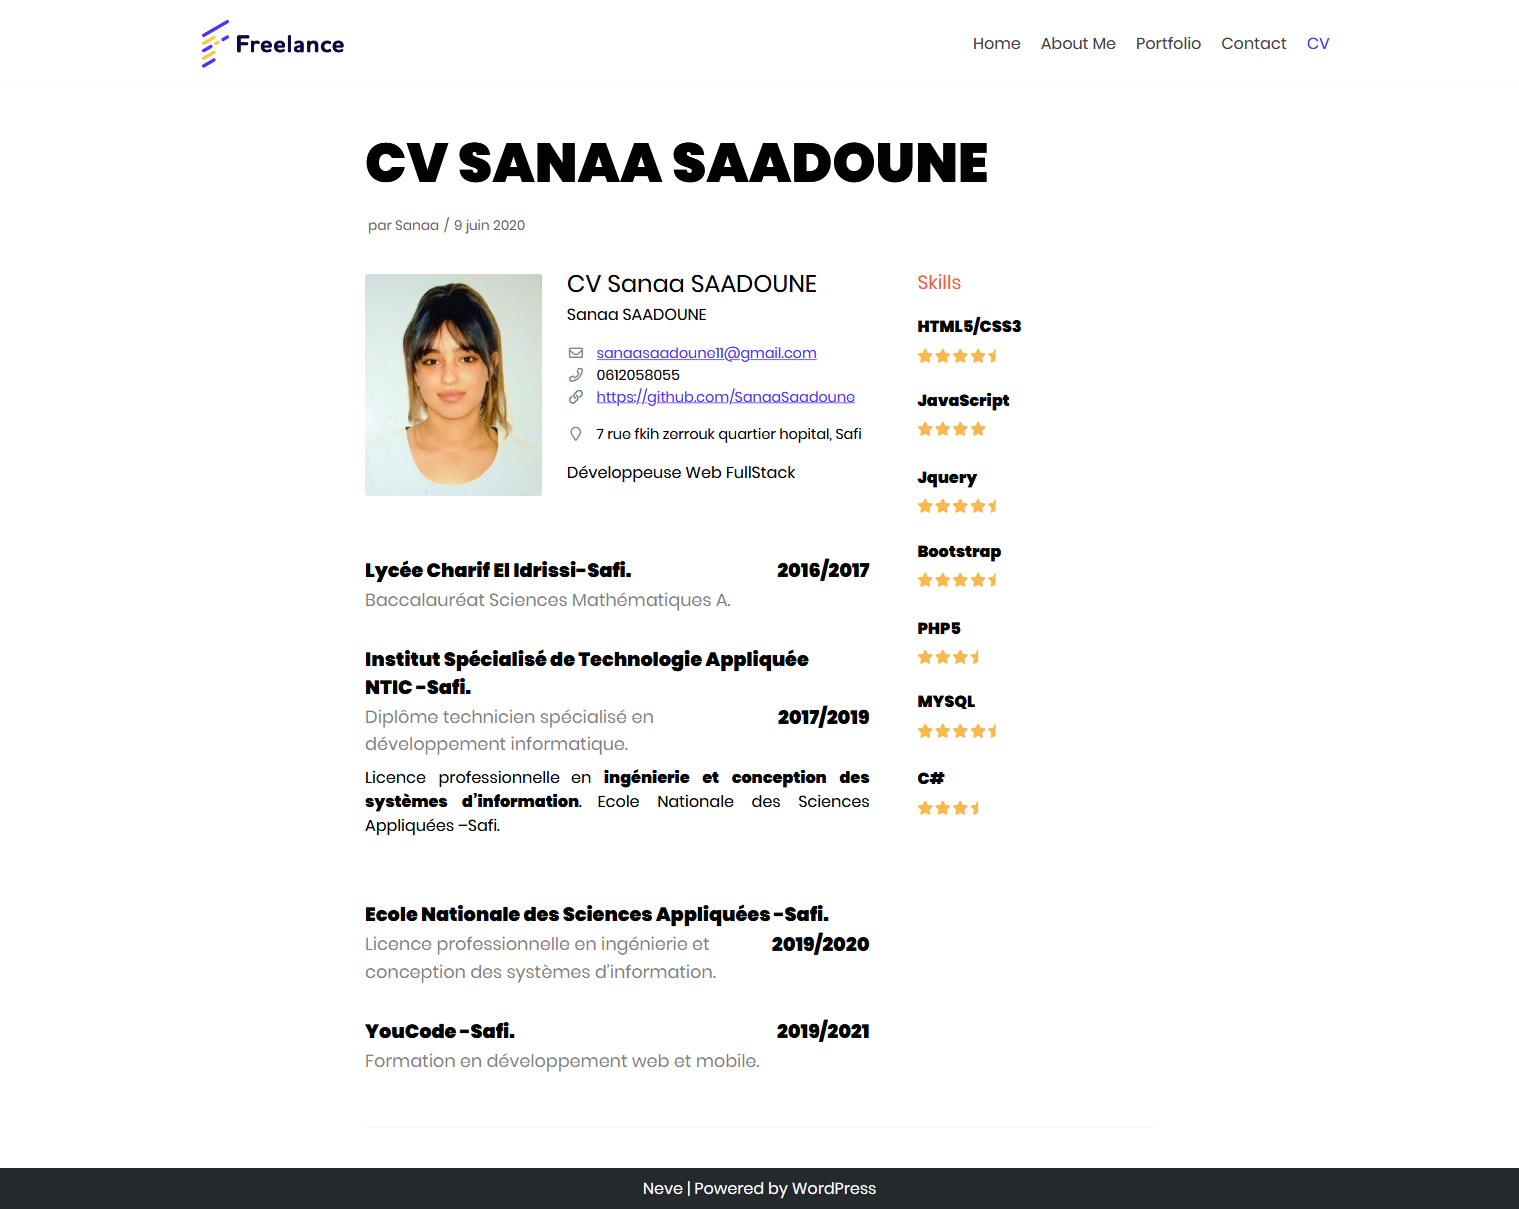 Freelance
Home About Me Portfolio Contact CV
CV SANAA SAADOUNE
par Sanaa / 9 juin 2020
CV Sanaa SAADOUNE
Sanaa SAADOUNE
sanaasaadoune11@gmail.com
0612058055
https://github.com/SanaaSaadoune
7 rue fkih zerrouk quartier hopital, Safi
Développeuse Web FullStack
Lycée Charif El Idrissi-Safi. 2016/2017
Baccalauréat Sciences Mathématiques A.
Institut Spécialisé de Technologie Appliquée
NTIC -Safi.
Diplôme technicien spécialisé en 2017/2019
développement informatique.
Licence professionnelle en ingénierie et conception des
systèmes d'information. Ecole Nationale des Sciences
Appliquées –Safi.
Ecole Nationale des Sciences Appliquées -Safi.
Licence professionnelle en ingénierie et 2019/2020
conception des systèmes d'information.
YouCode -Safi. 2019/2021
Formation en développement web et mobile.
Skills
HTML5/CSS3
JavaScript
Jquery
Bootstrap
PHP5
MYSQL
C#
Neve | Powered by WordPress